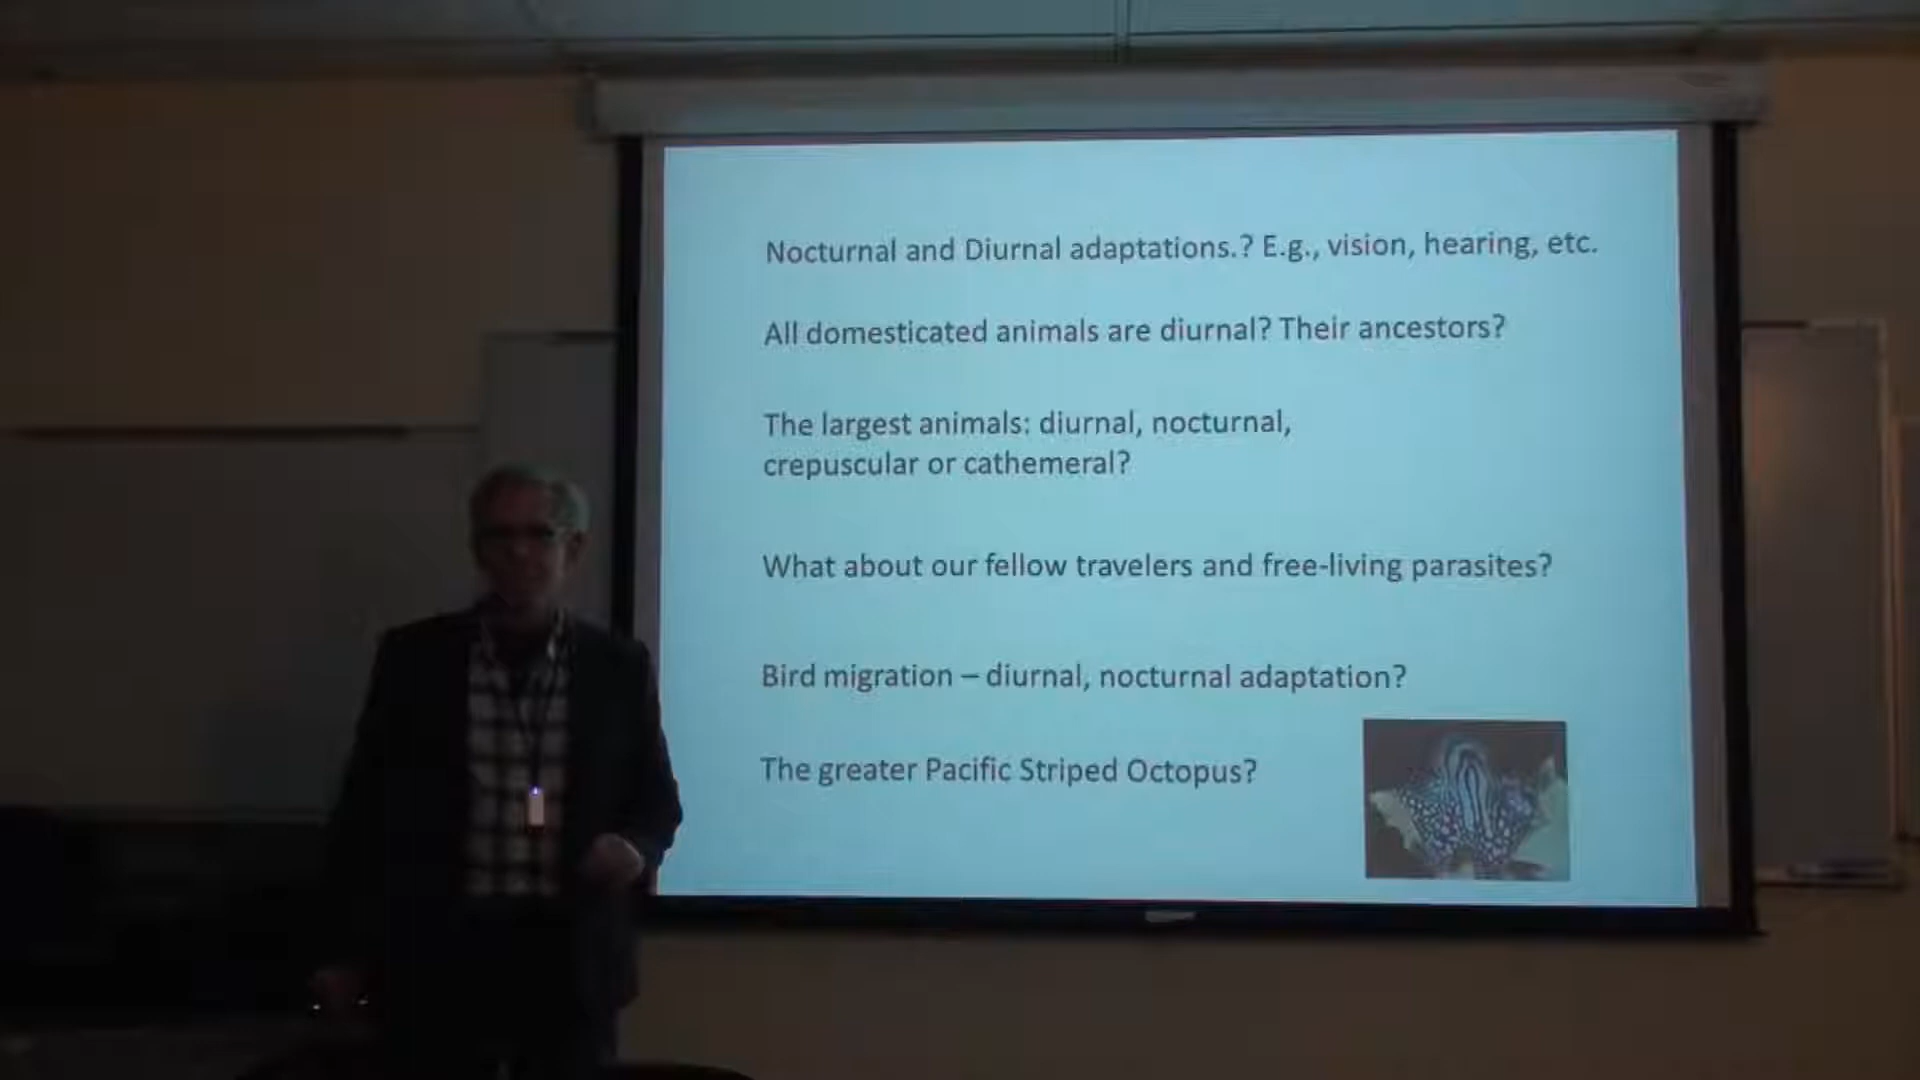 Nocturnal and Diurnal adaptations.? E.g., vision, hearing, etc.
All domesticated animals are diurnal? Their ancestors?
The largest animals: diurnal, nocturnal,
crepuscular or cathemeral?
What about our fellow travelers and free-living parasites?
Bird migration – diurnal, nocturnal adaptation?
The greater Pacific Striped Octopus?